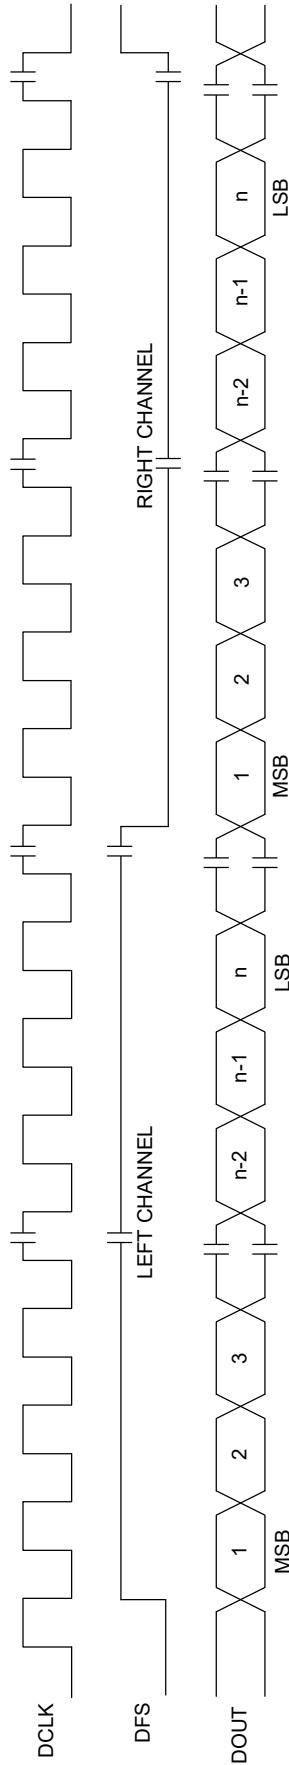 DCLK
DFS
LEFT CHANNEL
RIGHT CHANNEL
DOUT
1
2
3
n-2
n-1
n
1
2
3
n-2
n-1
n
MSB
LSB
MSB
LSB